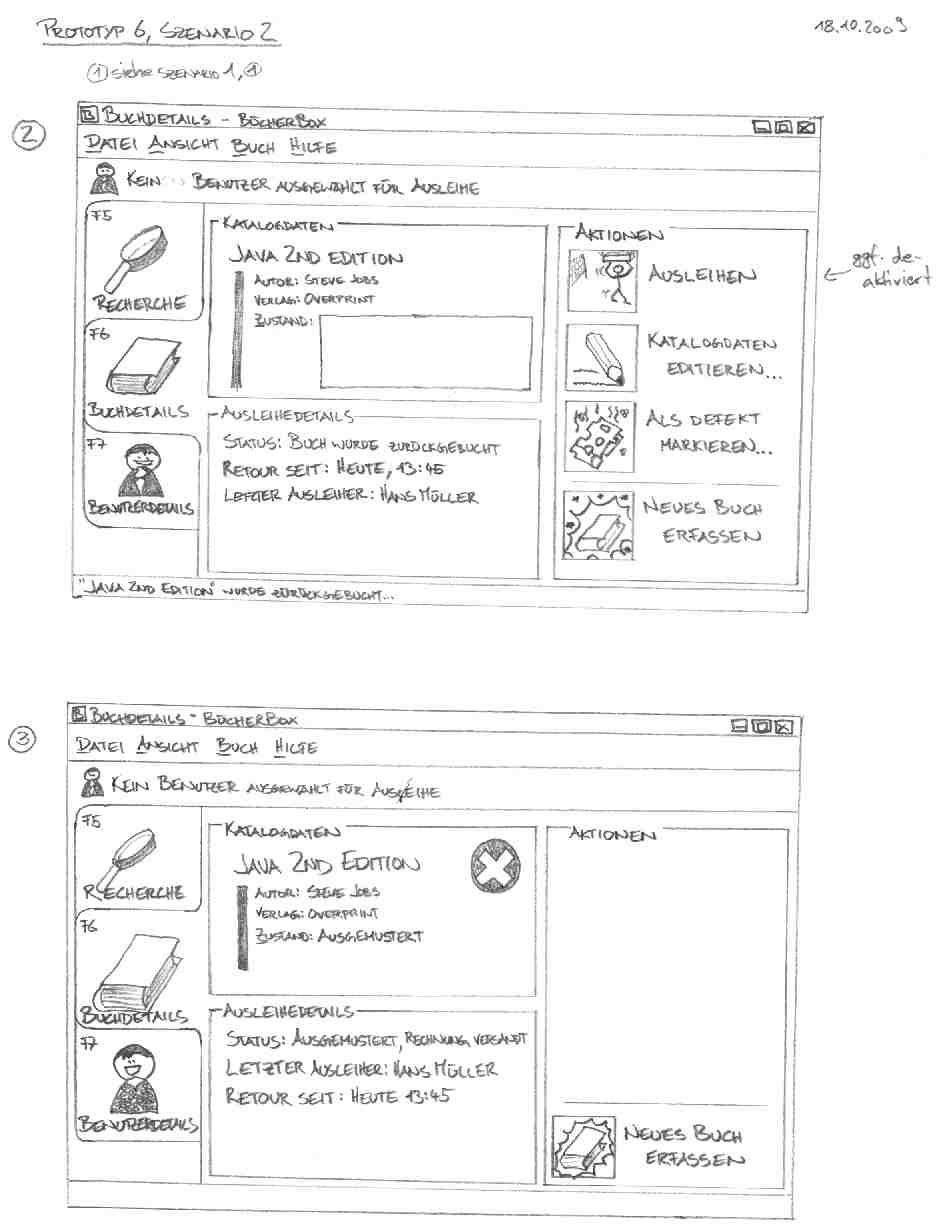 PROTOTYP 6, SZENARIO 2
18.10.2009
① siehe SZENARIO 1, ①
②
B BUCHDETAILS - BÜCHERBOX
DATEI ANSICHT BUCH HILFE
KEIN BENUTZER AUSGEWÄHLT FÜR AUSLEIHE
F5
RECHERCHE
F6
BUCHDETAILS
F7
BENUTZERDETAILS
KATALOGDATEN
JAVA 2ND EDITION
AUTOR: STEVE JOBS
VERLAG: OVERPRINT
ZUSTAND:
AUSLEIHEDETAILS
STATUS: BUCH WURDE ZURÜCKGEBUCHT
RETOUR SEIT: HEUTE, 13:45
LETZTER AUSLEIHER: HANS MÜLLER
AKTIONEN
AUSLEIHEN
KATALOGDATEN
EDITIEREN...
ALS DEFEKT
MARKIEREN...
NEUES BUCH
ERFASSEN
ggf. de-
aktiviert
"JAVA 2ND EDITION" WURDE ZURÜCKGEBUCHT...
③
B BUCHDETAILS - BÜCHERBOX
DATEI ANSICHT BUCH HILFE
KEIN BENUTZER AUSGEWÄHLT FÜR AUSLEIHE
F5
RECHERCHE
F6
BUCHDETAILS
F7
BENUTZERDETAILS
KATALOGDATEN
JAVA 2ND EDITION
AUTOR: STEVE JOBS
VERLAG: OVERPRINT
ZUSTAND: AUSGEMUSTERT
AUSLEIHEDETAILS
STATUS: AUSGEMUSTERT, RECHNUNG VERSANDT
LETZTER AUSLEIHER: HANS MÜLLER
RETOUR SEIT: HEUTE 13:45
AKTIONEN
NEUES BUCH
ERFASSEN